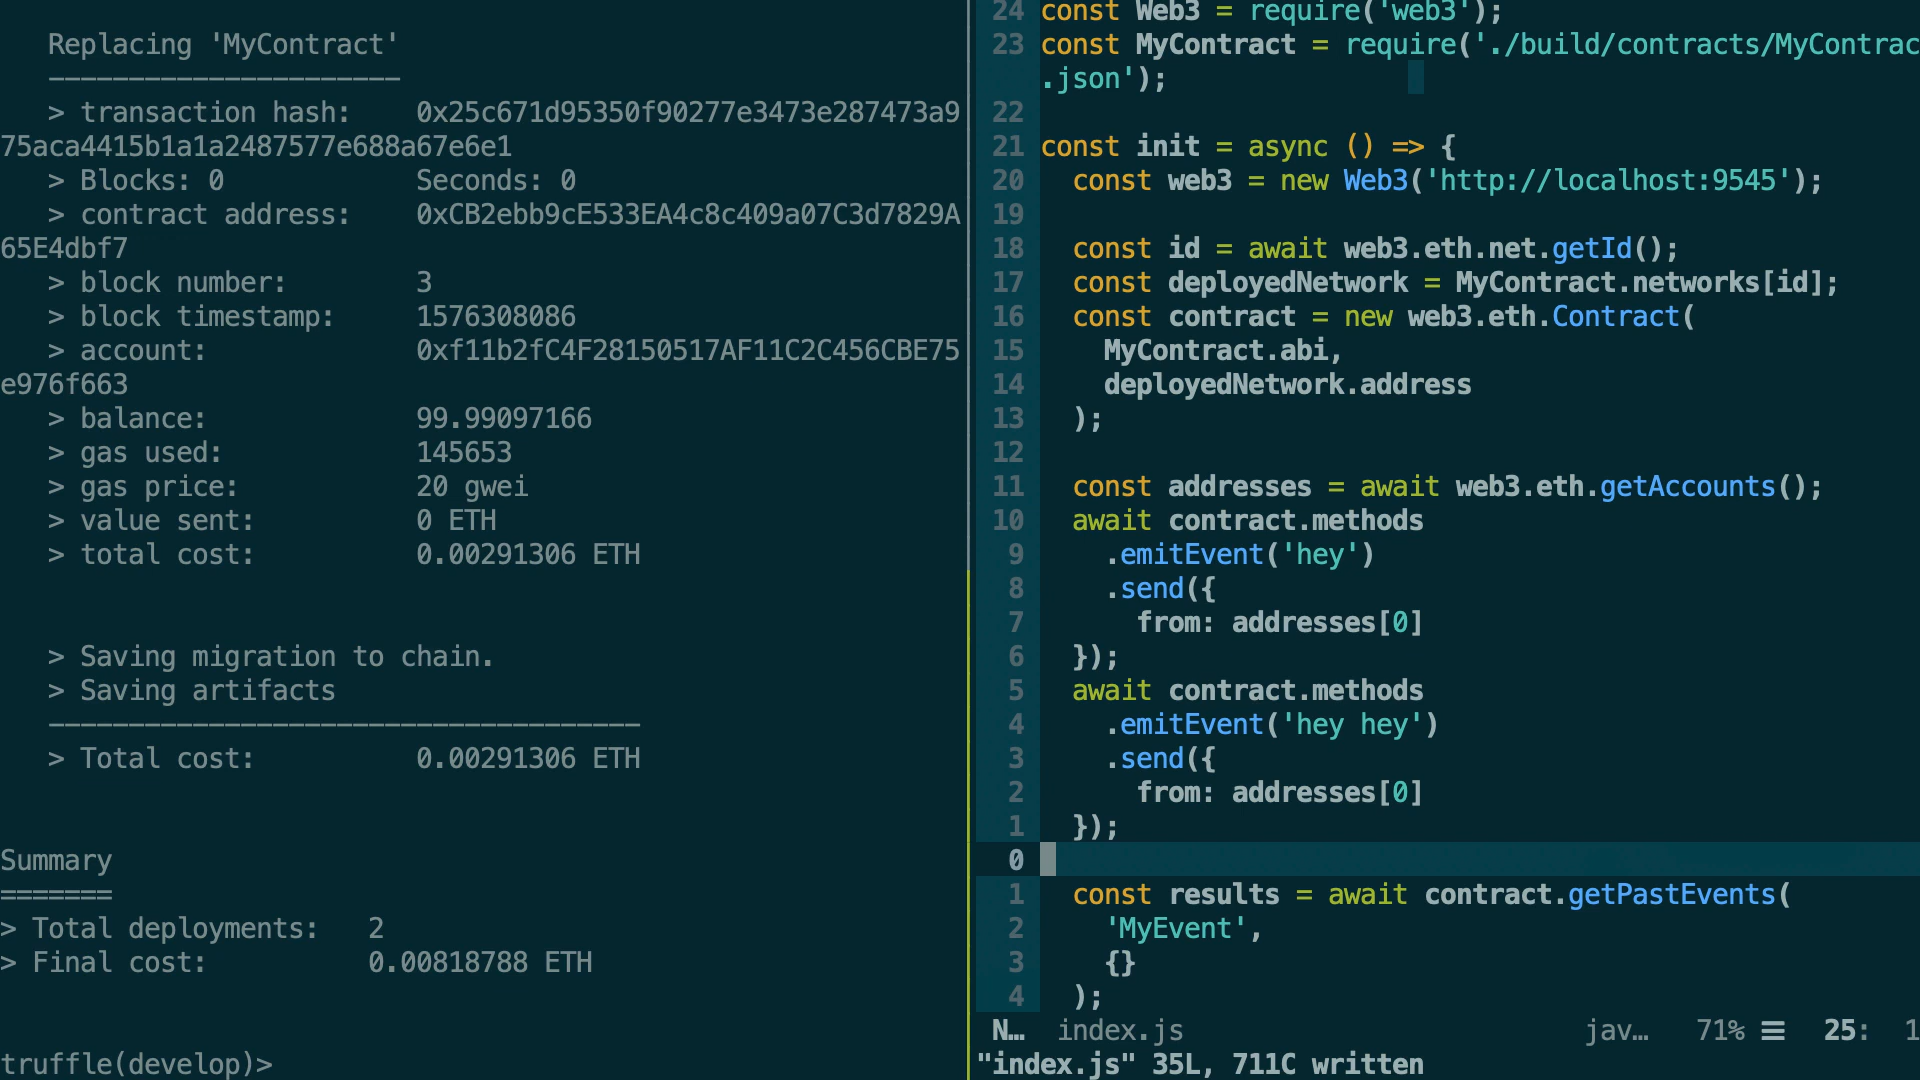 Replacing 'MyContract'
----------------------
> transaction hash:    0x25c671d95350f90277e3473e287473a9
75aca4415b1a1a2487577e688a67e6e1
> Blocks: 0            Seconds: 0
> contract address:    0xCB2ebb9cE533EA4c8c409a07C3d7829A
65E4dbf7
> block number:        3
> block timestamp:     1576308086
> account:             0xf11b2fC4F28150517AF11C2C456CBE75
e976f663
> balance:             99.99097166
> gas used:            145653
> gas price:           20 gwei
> value sent:          0 ETH
> total cost:          0.00291306 ETH
> Saving migration to chain.
> Saving artifacts
-------------------------------------
> Total cost:          0.00291306 ETH
Summary
=======
> Total deployments:   2
> Final cost:          0.00818788 ETH
truffle(develop)>
24 const Web3 = require('web3');
23 const MyContract = require('./build/contracts/MyContrac
.json');
22
21 const init = async () => {
20   const web3 = new Web3('http://localhost:9545');
19
18   const id = await web3.eth.net.getId();
17   const deployedNetwork = MyContract.networks[id];
16   const contract = new web3.eth.Contract(
15     MyContract.abi,
14     deployedNetwork.address
13   );
12
11   const addresses = await web3.eth.getAccounts();
10   await contract.methods
9     .emitEvent('hey')
8     .send({
7       from: addresses[0]
6   });
5   await contract.methods
4     .emitEvent('hey hey')
3     .send({
2       from: addresses[0]
1   });
0
1   const results = await contract.getPastEvents(
2     'MyEvent',
3     {}
4   );
N… index.js jav… 71% ☰ 25: 1
"index.js" 35L, 711C written